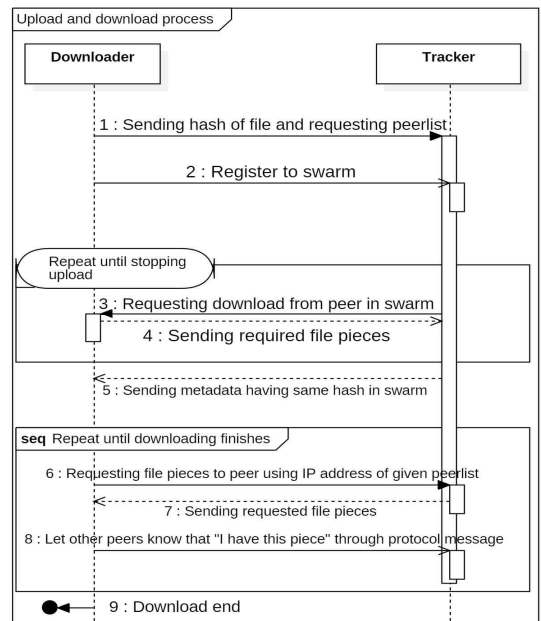 Upload and download process
Downloader
Tracker
1 : Sending hash of file and requesting peerlist
2 : Register to swarm
Repeat until stopping
upload
3 : Requesting download from peer in swarm
4 : Sending required file pieces
5 : Sending metadata having same hash in swarm
seq Repeat until downloading finishes
6 : Requesting file pieces to peer using IP address of given peerlist
7 : Sending requested file pieces
8 : Let other peers know that "I have this piece" through protocol message
9 : Download end